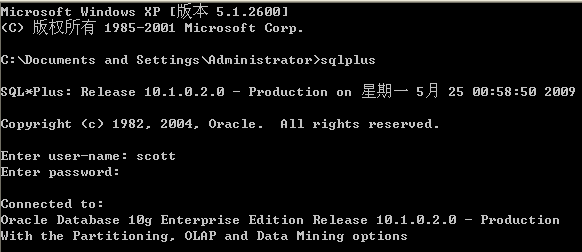 Microsoft Windows XP [版本 5.1.2600]
(C) 版权所有 1985-2001 Microsoft Corp.
C:\Documents and Settings\Administrator>sqlplus
SQL*Plus: Release 10.1.0.2.0 - Production on 星期一 5月 25 00:58:50 2009
Copyright (c) 1982, 2004, Oracle.  All rights reserved.
Enter user-name: scott
Enter password:
Connected to:
Oracle Database 10g Enterprise Edition Release 10.1.0.2.0 - Production
With the Partitioning, OLAP and Data Mining options